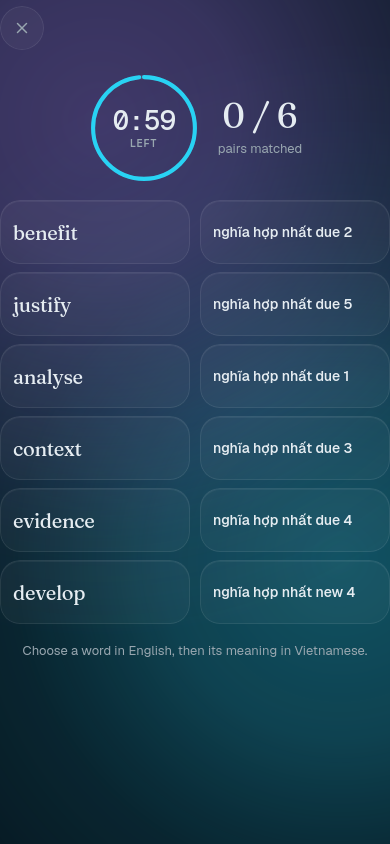 0:59
LEFT
0/6
pairs matched
benefit
nghĩa hợp nhất due 2
justify
nghĩa hợp nhất due 5
analyse
nghĩa hợp nhất due 1
context
nghĩa hợp nhất due 3
evidence
nghĩa hợp nhất due 4
develop
nghĩa hợp nhất new 4
Choose a word in English, then its meaning in Vietnamese.